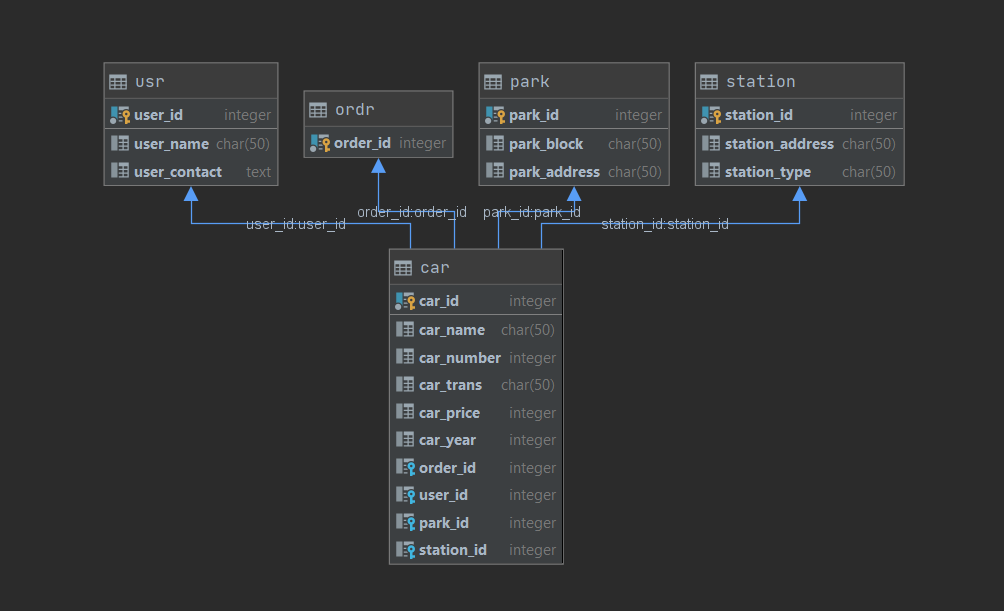 usr
user_id integer
user_name char(50)
user_contact text
ordr
order_id integer
park
park_id integer
park_block char(50)
park_address char(50)
station
station_id integer
station_address char(50)
station_type char(50)
order_id:order_id
park_id:park_id
user_id:user_id
station_id:station_id
car
car_id integer
car_name char(50)
car_number integer
car_trans char(50)
car_price integer
car_year integer
order_id integer
user_id integer
park_id integer
station_id integer